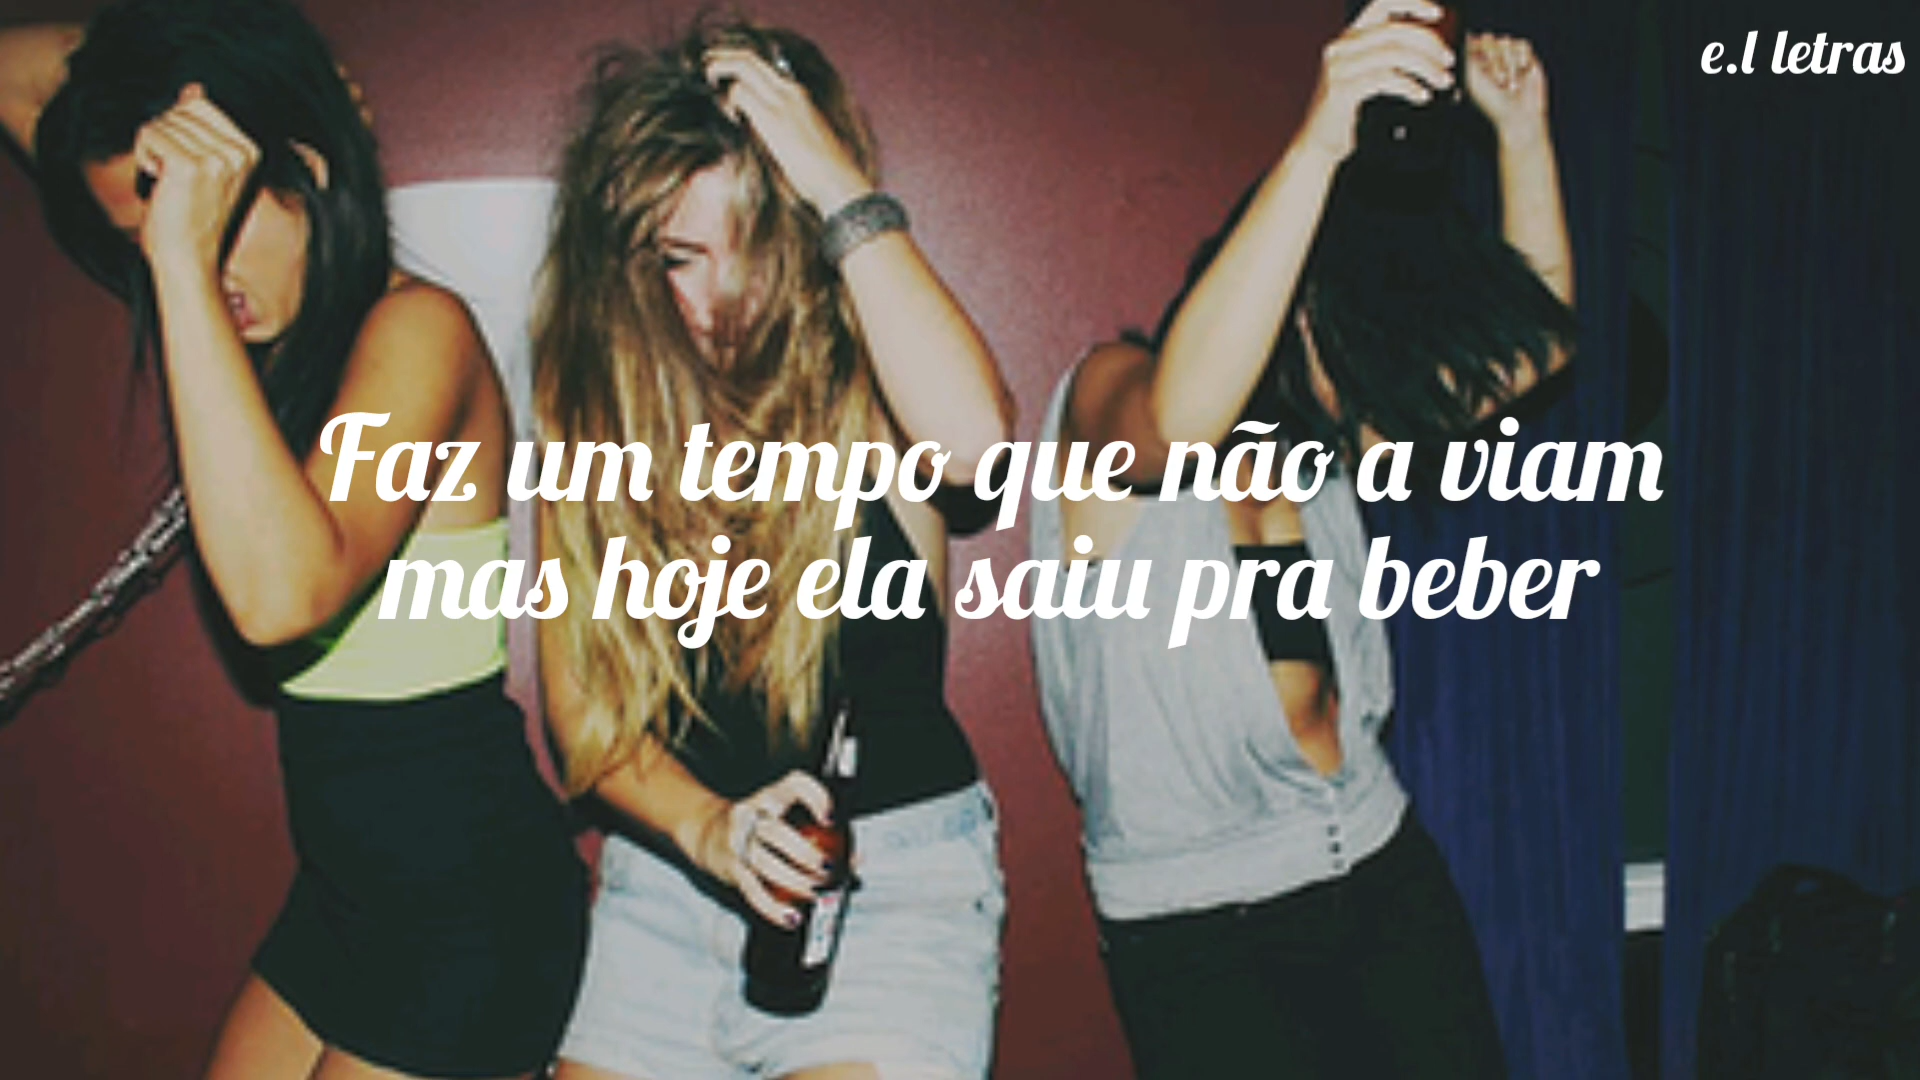 e.l letras
Faz um tempo que não a viam
mas hoje ela saiu pra beber